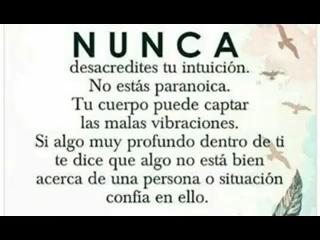 NUNCA
desacredites tu intuición.
No estás paranoica.
Tu cuerpo puede captar
las malas vibraciones.
Si algo muy profundo dentro de ti
te dice que algo no está bien
acerca de una persona o situación
confía en ello.